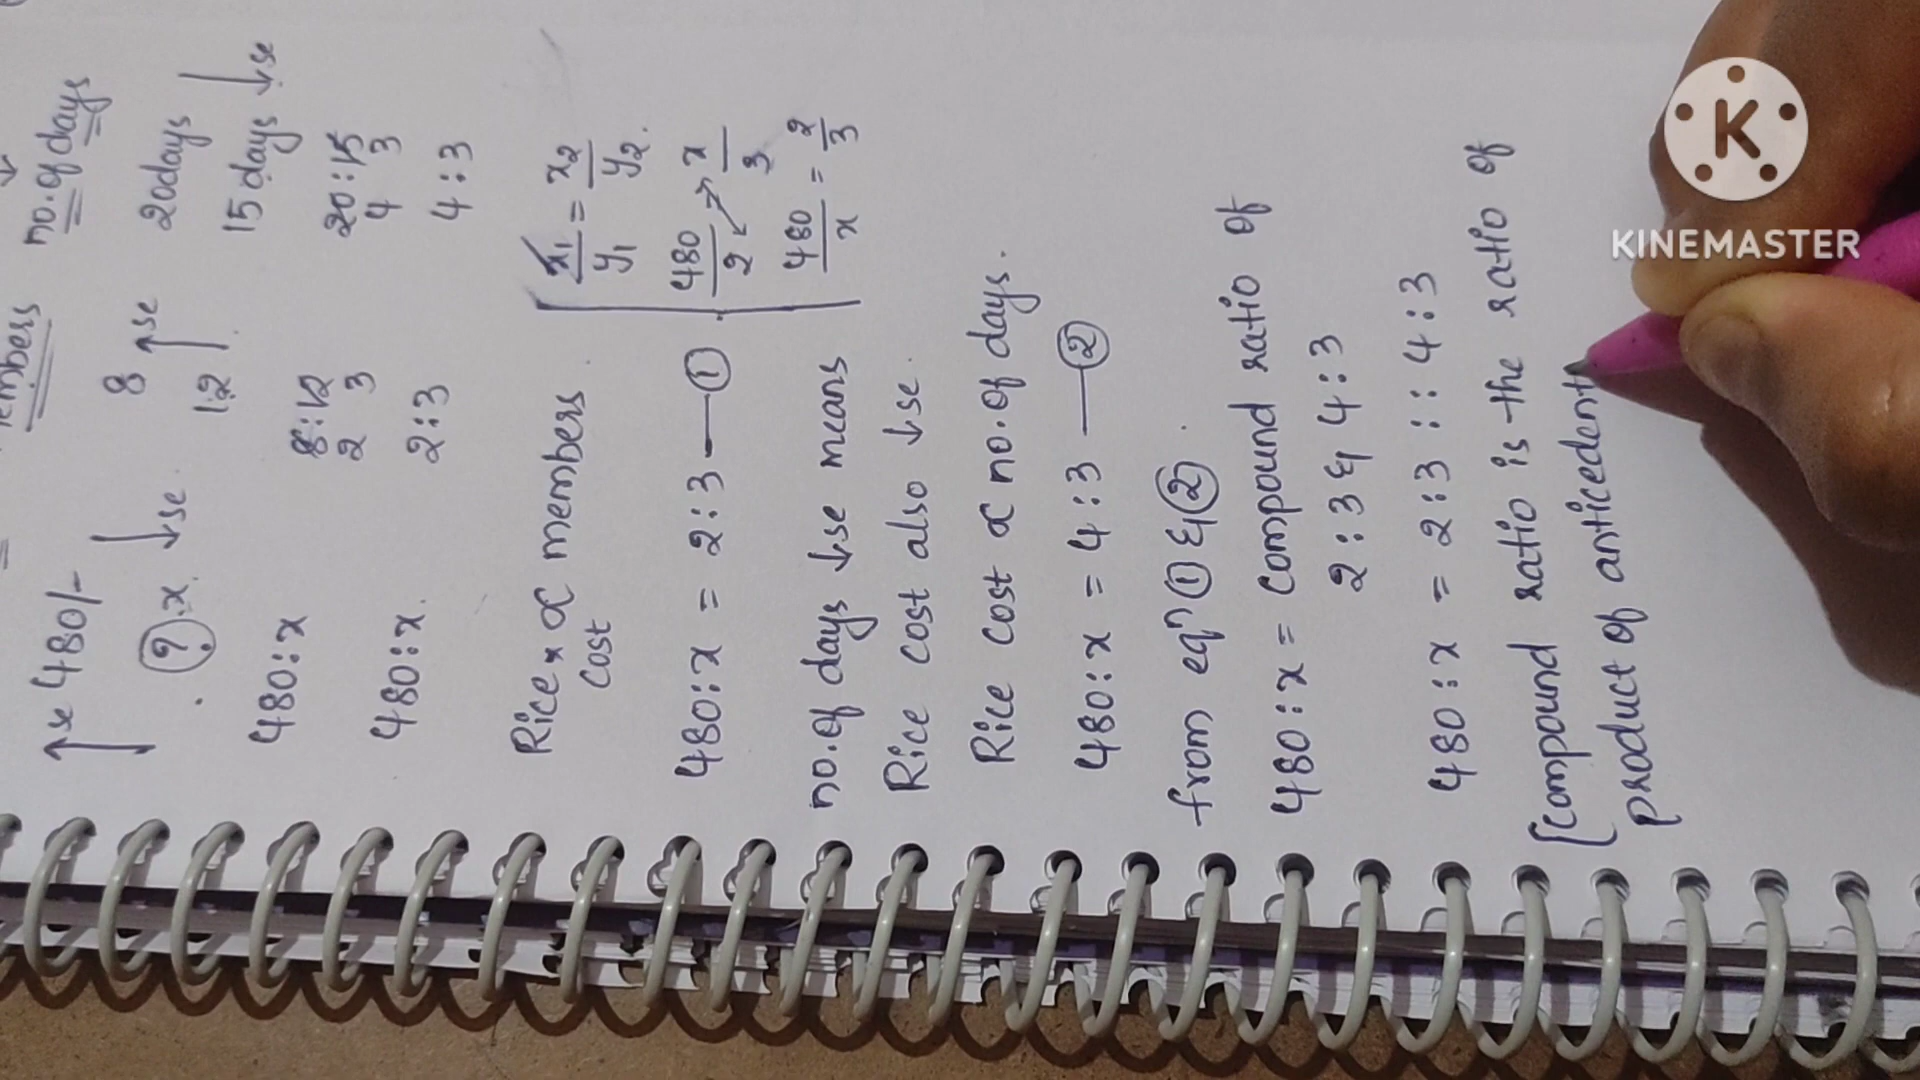 no. of days
↑se 480/- 8 20 days
? x ↓se 12 ↑se 15 days ↓se
480 : x 8 : 12 20 : 15
2 3 4 3
480 : x. 2 : 3 4 : 3
Rice ∝ members
cost
x1/y1 = x2/y2.
480 : x = 2 : 3 — ①
480/2 x/3
480/x = 2/3
no. of days ↓se means
Rice cost also ↓se.
Rice cost ∝ no. of days.
480 : x = 4 : 3 — ②
from eqn ① & ②.
480 : x = compound ratio of
2 : 3 & 4 : 3
480 : x = 2 : 3 :: 4 : 3
[compound ratio is the ratio of
product of anticedent
KINEMASTER